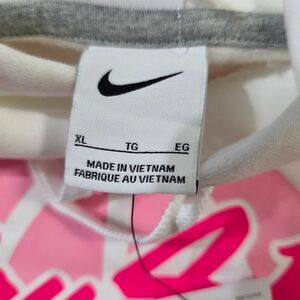 XL TG EG
MADE IN VIETNAM
FABRIQUE AU VIETNAM